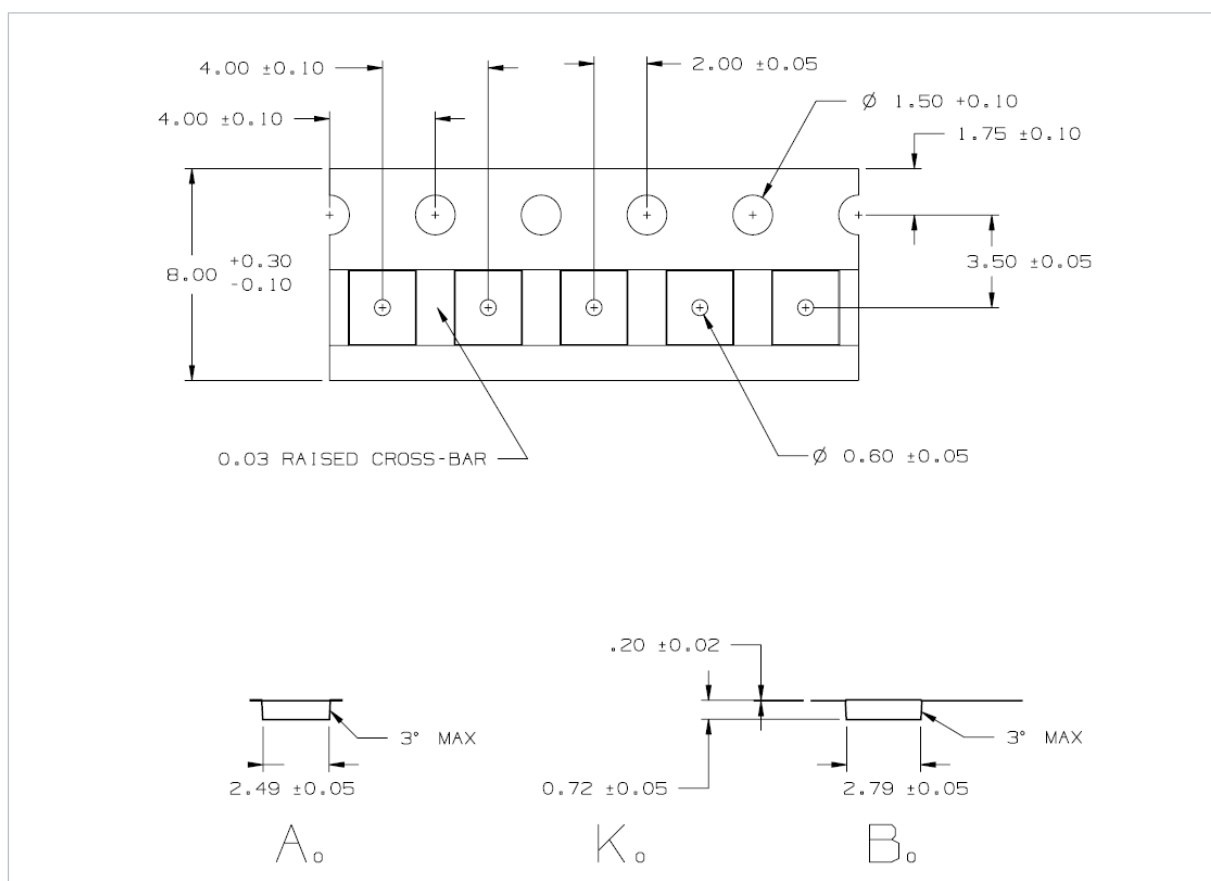 4.00 ±0.10
2.00 ±0.05
Ø 1.50 +0.10
4.00 ±0.10
1.75 ±0.10
8.00 +0.30
-0.10
3.50 ±0.05
0.03 RAISED CROSS-BAR
Ø 0.60 ±0.05
.20 ±0.02
3° MAX
3° MAX
2.49 ±0.05
0.72 ±0.05
2.79 ±0.05
A₀
K₀
B₀